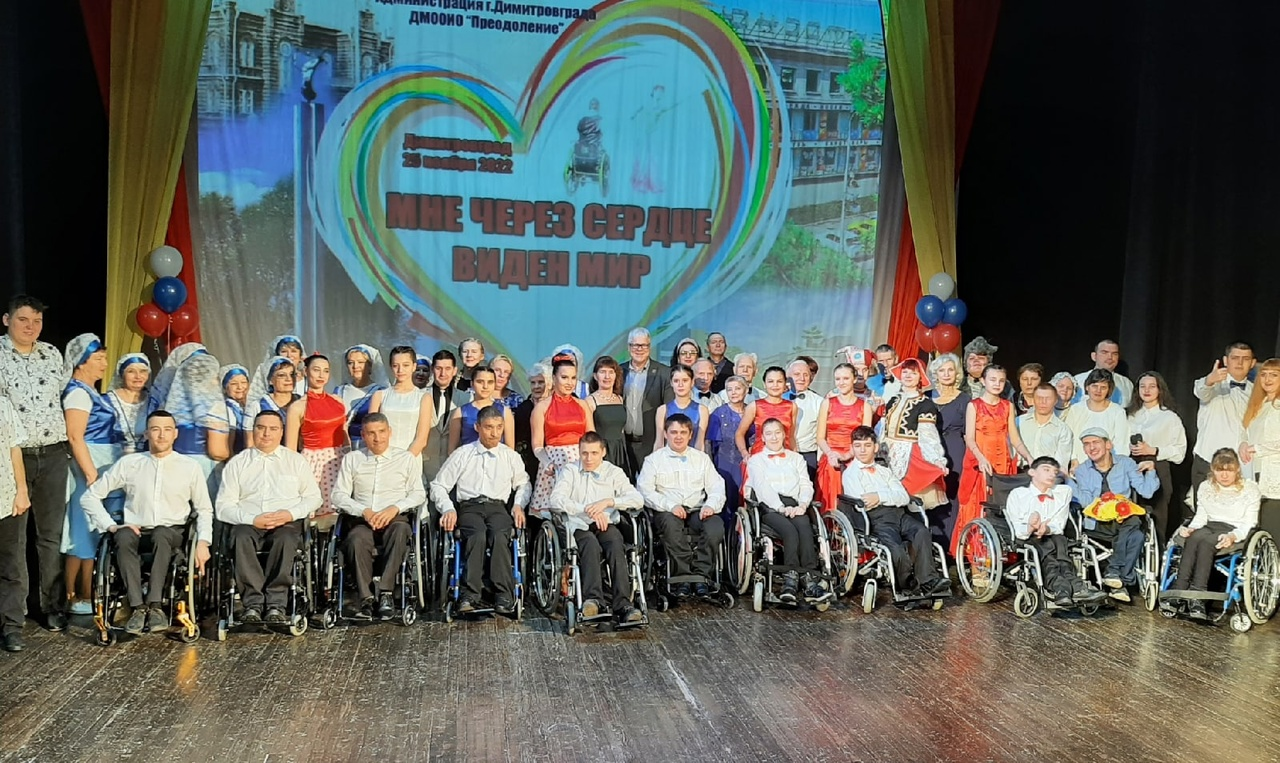 Администрация г.Димитровграда
ДМООИО "Преодоление"
Димитровград
25 ноября 2022
МНЕ ЧЕРЕЗ СЕРДЦЕ
ВИДЕН МИР